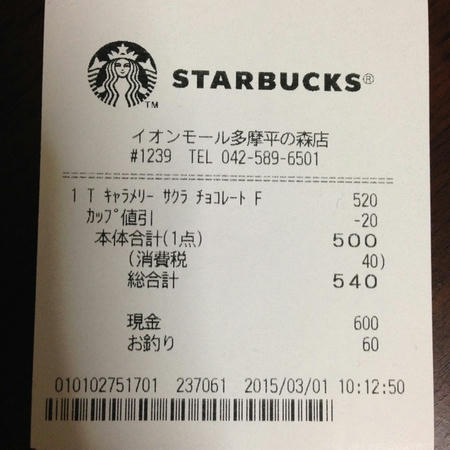 STARBUCKS®
TM
イオンモール多摩平の森店
#1239 TEL 042-589-6501
1 T キャラメリー サクラ チョコレート F 520
カップ値引 -20
本体合計(1点) 500
(消費税 40)
総合計 540
現金 600
お釣り 60
010102751701 237061 2015/03/01 10:12:50